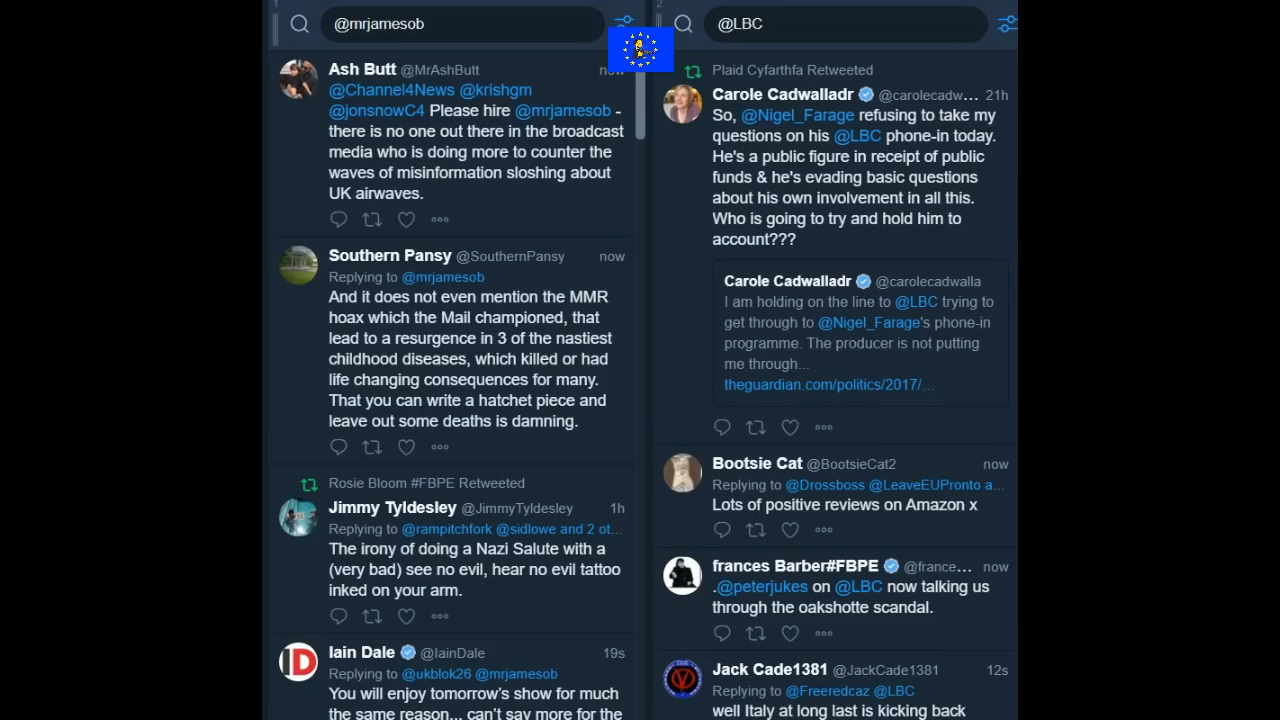 1
@mrjamesob
Ash Butt @MrAshButt now
@Channel4News @krishgm
@jonsnowC4 Please hire @mrjamesob -
there is no one out there in the broadcast
media who is doing more to counter the
waves of misinformation sloshing about
UK airwaves.
Southern Pansy @SouthernPansy now
Replying to @mrjamesob
And it does not even mention the MMR
hoax which the Mail championed, that
lead to a resurgence in 3 of the nastiest
childhood diseases, which killed or had
life changing consequences for many.
That you can write a hatchet piece and
leave out some deaths is damning.
Rosie Bloom #FBPE Retweeted
Jimmy Tyldesley @JimmyTyldesley 1h
Replying to @rampitchfork @sidlowe and 2 ot...
The irony of doing a Nazi Salute with a
(very bad) see no evil, hear no evil tattoo
inked on your arm.
Iain Dale @IainDale 19s
Replying to @ukblok26 @mrjamesob
You will enjoy tomorrow's show for much
the same reason... can't say more for the
2
@LBC
Plaid Cyfarthfa Retweeted
Carole Cadwalladr @carolecadw... 21h
So, @Nigel_Farage refusing to take my
questions on his @LBC phone-in today.
He's a public figure in receipt of public
funds & he's evading basic questions
about his own involvement in all this.
Who is going to try and hold him to
account???
Carole Cadwalladr @carolecadwalla
I am holding on the line to @LBC trying to
get through to @Nigel_Farage's phone-in
programme. The producer is not putting
me through...
theguardian.com/politics/2017/...
Bootsie Cat @BootsieCat2 now
Replying to @Drossboss @LeaveEUPronto a...
Lots of positive reviews on Amazon x
frances Barber#FBPE @france... now
.@peterjukes on @LBC now talking us
through the oakshotte scandal.
Jack Cade1381 @JackCade1381 12s
Replying to @Freeredcaz @LBC
well Italy at long last is kicking back